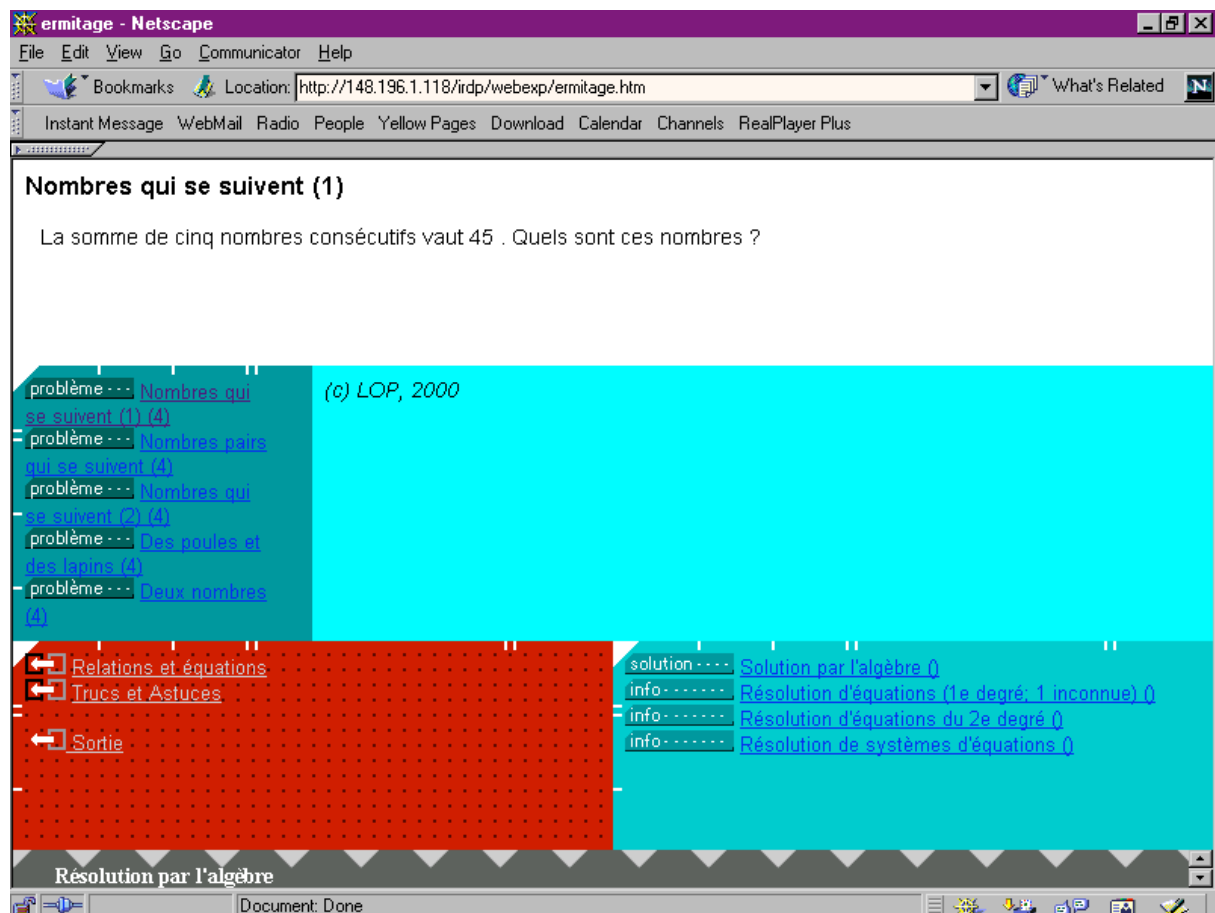 ermitage - Netscape
File Edit View Go Communicator Help
Bookmarks Location: http://148.196.1.118/irdp/webexp/ermitage.htm What's Related N
Instant Message WebMail Radio People Yellow Pages Download Calendar Channels RealPlayer Plus
Nombres qui se suivent (1)
La somme de cinq nombres consécutifs vaut 45 . Quels sont ces nombres ?
problème - - - Nombres qui
se suivent (1) (4)
problème - - - Nombres pairs
qui se suivent (4)
problème - - - Nombres qui
se suivent (2) (4)
problème - - - Des poules et
des lapins (4)
problème - - - Deux nombres
(4)
(c) LOP, 2000
Relations et équations
Trucs et Astuces
Sortie
solution - - - - Solution par l'algèbre ()
info - - - - - - - Résolution d'équations (1e degré; 1 inconnue) ()
info - - - - - - - Résolution d'équations du 2e degré ()
info - - - - - - - Résolution de systèmes d'équations ()
Résolution par l'algèbre
Document: Done